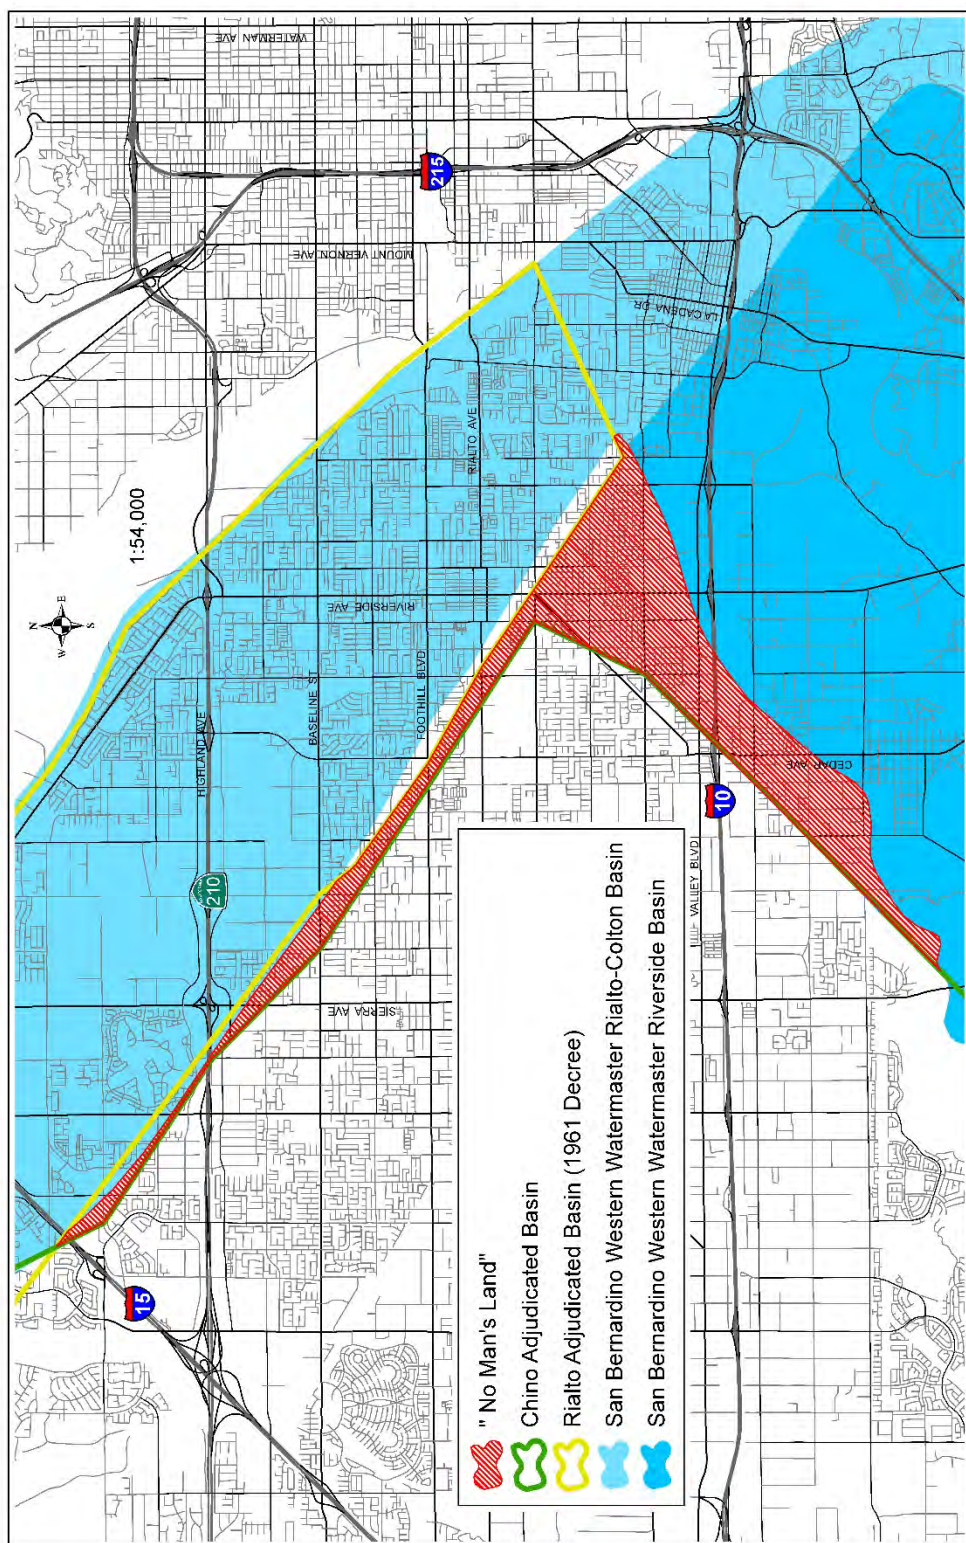 WATERMAN AVE
215
MOUNT VERNON AVE
LA CADENA DR
1:54,000
RIALTO AVE
N
W
E
S
RIVERSIDE AVE
HIGHLAND AVE
BASELINE ST
FOOTHILL BLVD
CEDAR AVE
10
210
VALLEY BLVD
SIERRA AVE
15
" No Man's Land"
Chino Adjudicated Basin
Rialto Adjudicated Basin (1961 Decree)
San Bernardino Western Watermaster Rialto-Colton Basin
San Bernardino Western Watermaster Riverside Basin